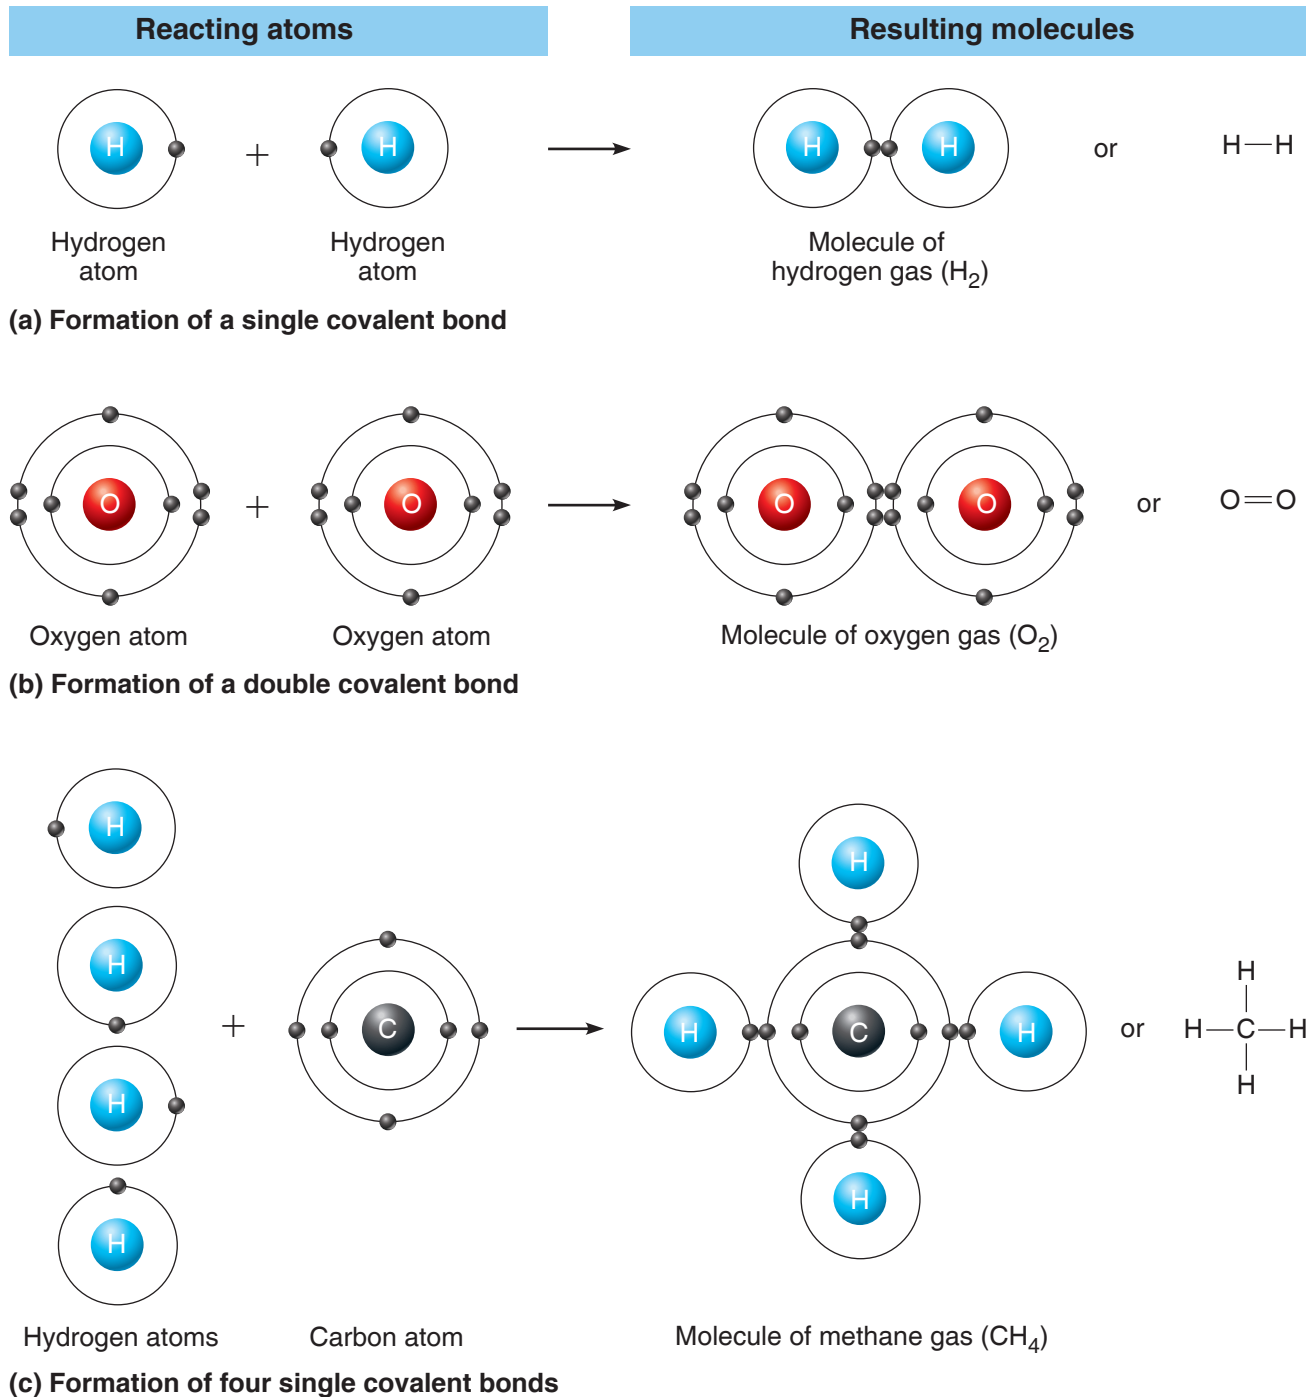 Reacting atoms
Resulting molecules
H
+
H
H
H
or
H—H
Hydrogen
atom
Hydrogen
atom
Molecule of
hydrogen gas (H₂)
(a) Formation of a single covalent bond
O
+
O
O
O
or
O=O
Oxygen atom
Oxygen atom
Molecule of oxygen gas (O₂)
(b) Formation of a double covalent bond
H
H
H
H
+
C
H
H
C
H
H
or
H
H—C—H
H
Hydrogen atoms
Carbon atom
Molecule of methane gas (CH₄)
(c) Formation of four single covalent bonds